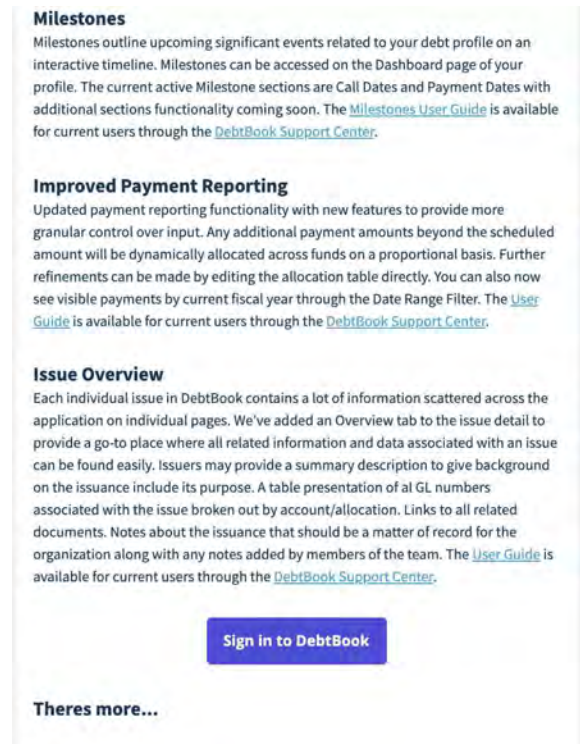 Milestones
Milestones outline upcoming significant events related to your debt profile on an
interactive timeline. Milestones can be accessed on the Dashboard page of your
profile. The current active Milestone sections are Call Dates and Payment Dates with
additional sections functionality coming soon. The Milestones User Guide is available
for current users through the DebtBook Support Center.
Improved Payment Reporting
Updated payment reporting functionality with new features to provide more
granular control over input. Any additional payment amounts beyond the scheduled
amount will be dynamically allocated across funds on a proportional basis. Further
refinements can be made by editing the allocation table directly. You can also now
see visible payments by current fiscal year through the Date Range Filter. The User
Guide is available for current users through the DebtBook Support Center.
Issue Overview
Each individual issue in DebtBook contains a lot of information scattered across the
application on individual pages. We've added an Overview tab to the issue detail to
provide a go-to place where all related information and data associated with an issue
can be found easily. Issuers may provide a summary description to give background
on the issuance include its purpose. A table presentation of al GL numbers
associated with the issue broken out by account/allocation. Links to all related
documents. Notes about the issuance that should be a matter of record for the
organization along with any notes added by members of the team. The User Guide is
available for current users through the DebtBook Support Center.
Sign in to DebtBook
Theres more...